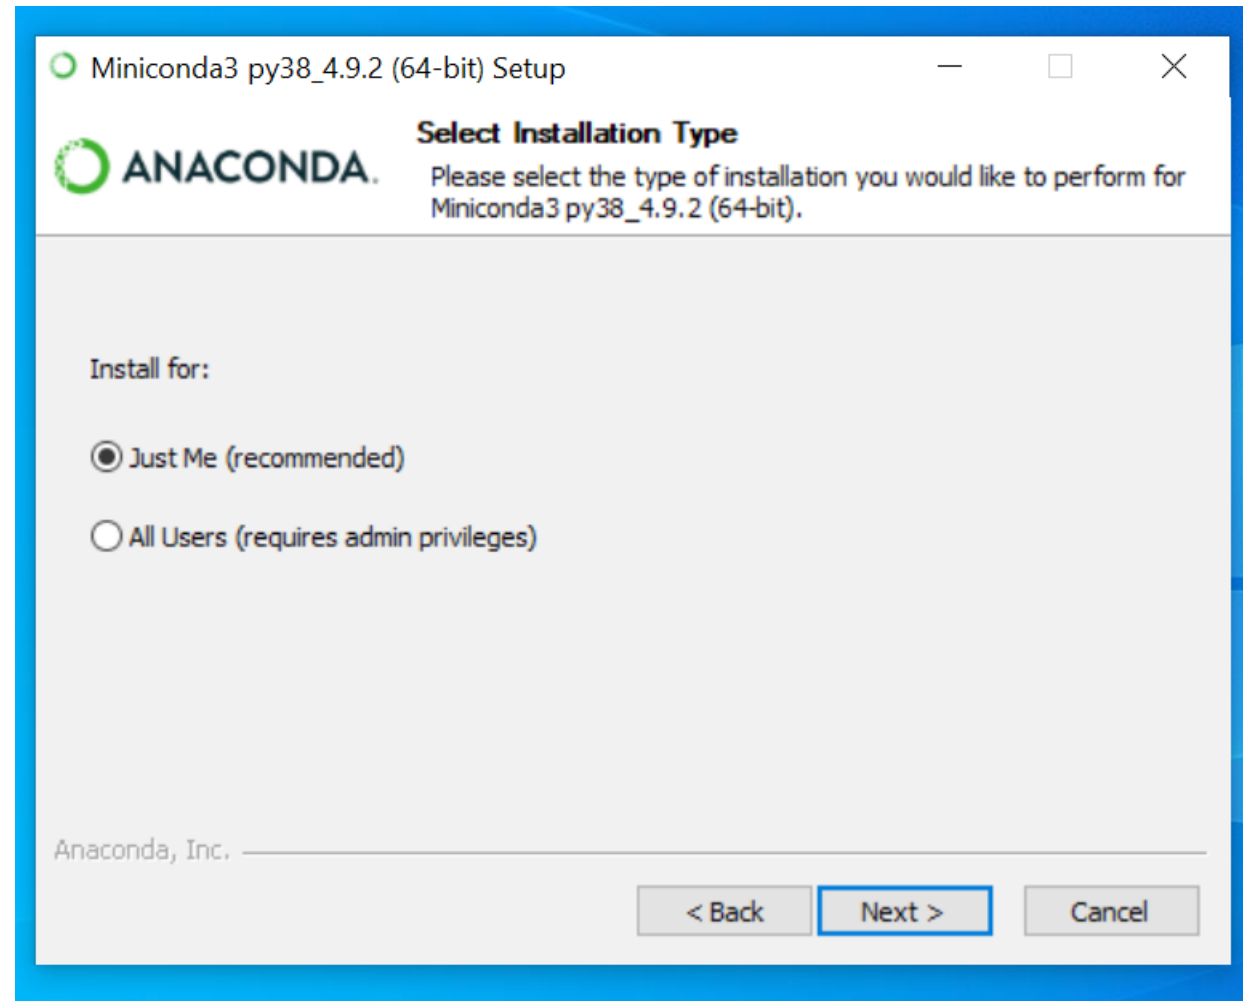 Miniconda3 py38_4.9.2 (64-bit) Setup
ANACONDA.
Select Installation Type
Please select the type of installation you would like to perform for
Miniconda3 py38_4.9.2 (64-bit).
Install for:
Just Me (recommended)
All Users (requires admin privileges)
Anaconda, Inc.
< Back
Next >
Cancel